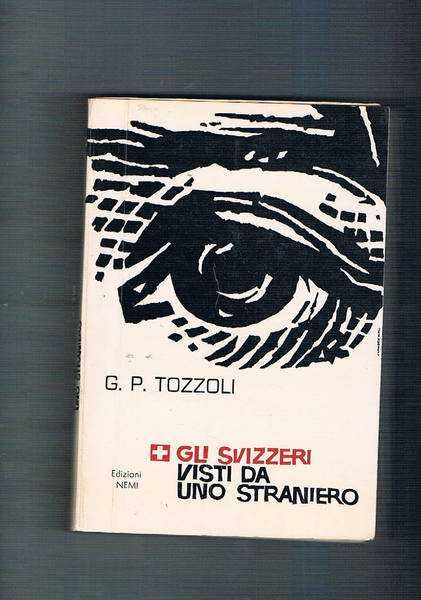 G. P. TOZZOLI
GLI SVIZZERI
VISTI DA
UNO STRANIERO
Edizioni
NEMI